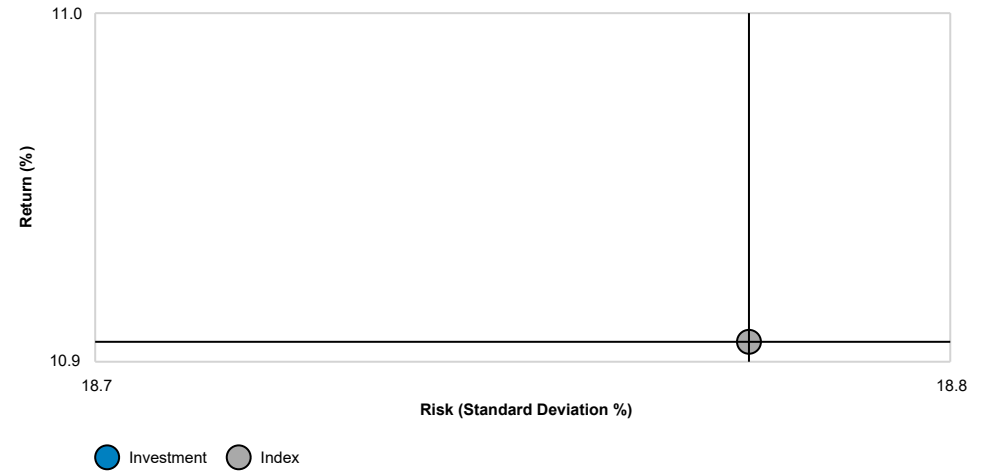 11.0
Return (%)
10.9
18.7
18.8
Risk (Standard Deviation %)
Investment
Index